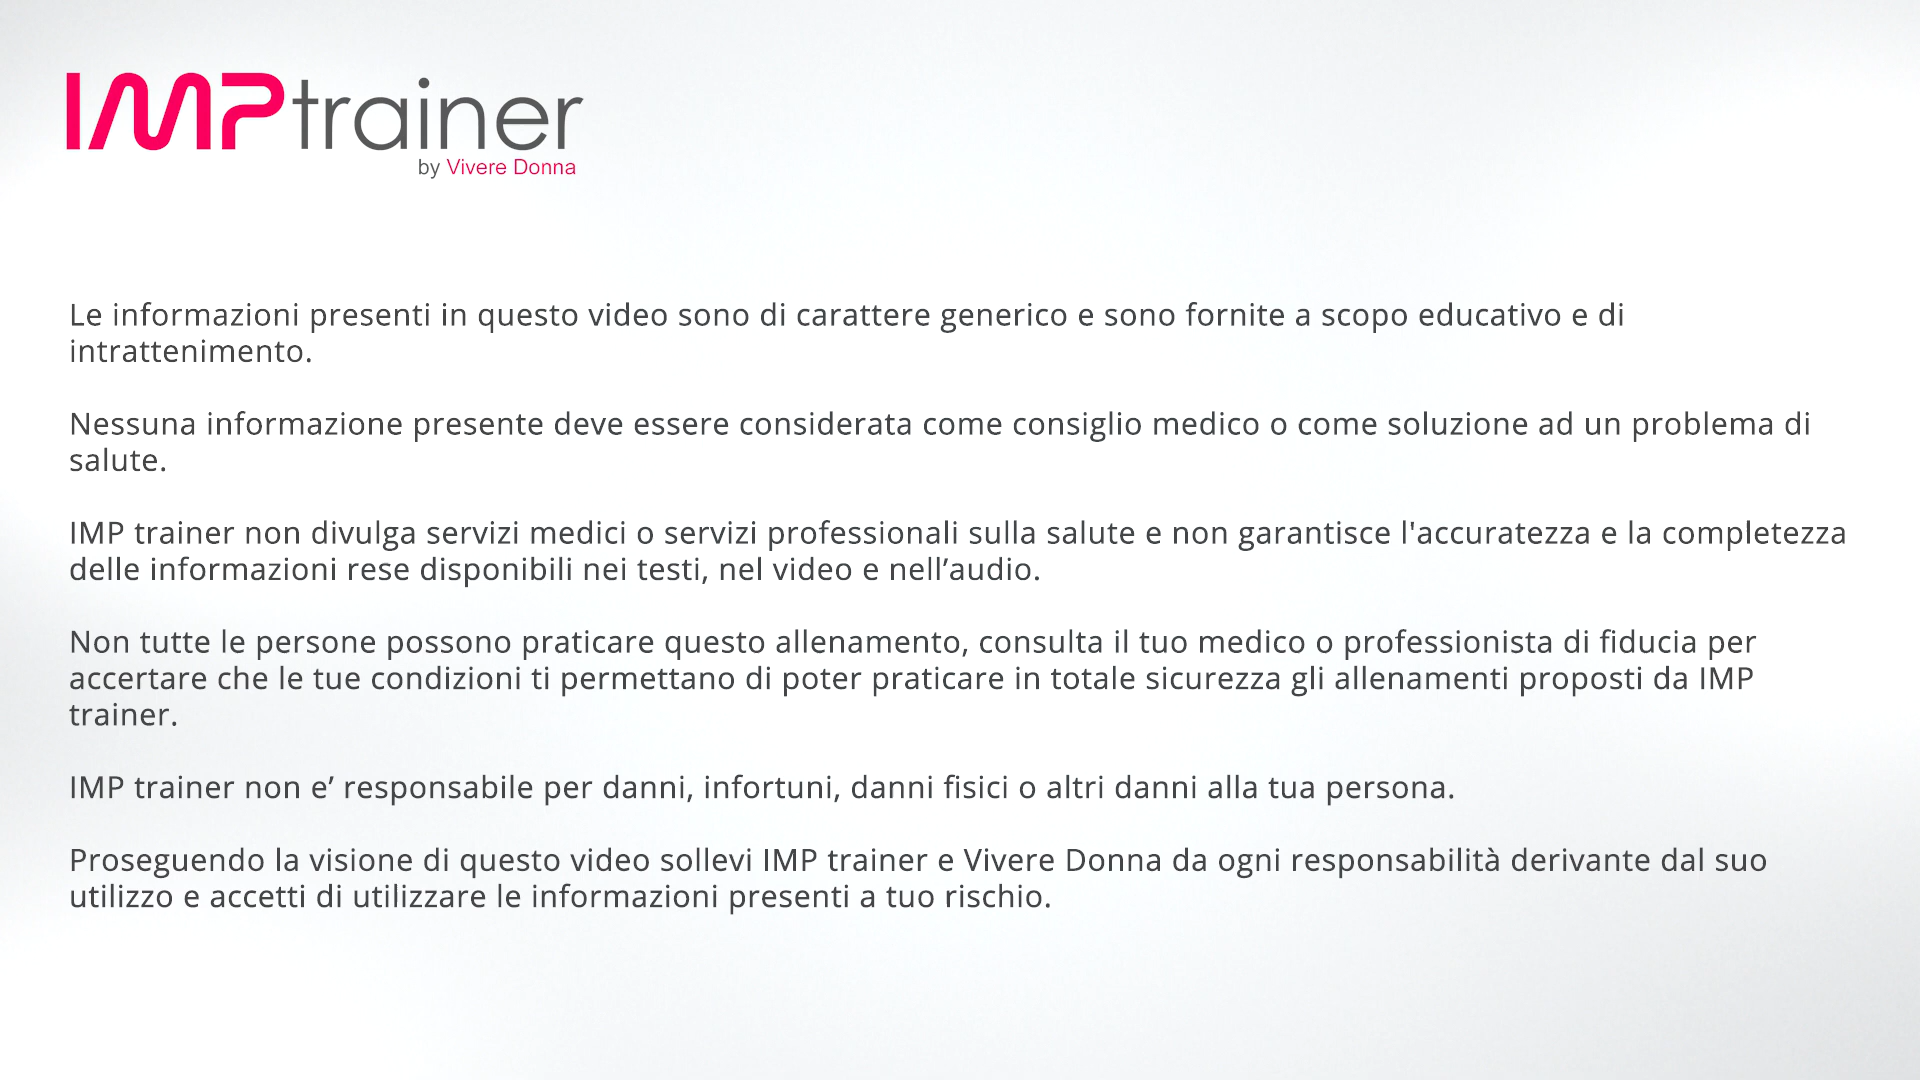 IMPtrainer
by Vivere Donna
Le informazioni presenti in questo video sono di carattere generico e sono fornite a scopo educativo e di
intrattenimento.
Nessuna informazione presente deve essere considerata come consiglio medico o come soluzione ad un problema di
salute.
IMP trainer non divulga servizi medici o servizi professionali sulla salute e non garantisce l'accuratezza e la completezza
delle informazioni rese disponibili nei testi, nel video e nell’audio.
Non tutte le persone possono praticare questo allenamento, consulta il tuo medico o professionista di fiducia per
accertare che le tue condizioni ti permettano di poter praticare in totale sicurezza gli allenamenti proposti da IMP
trainer.
IMP trainer non e’ responsabile per danni, infortuni, danni fisici o altri danni alla tua persona.
Proseguendo la visione di questo video sollevi IMP trainer e Vivere Donna da ogni responsabilità derivante dal suo
utilizzo e accetti di utilizzare le informazioni presenti a tuo rischio.